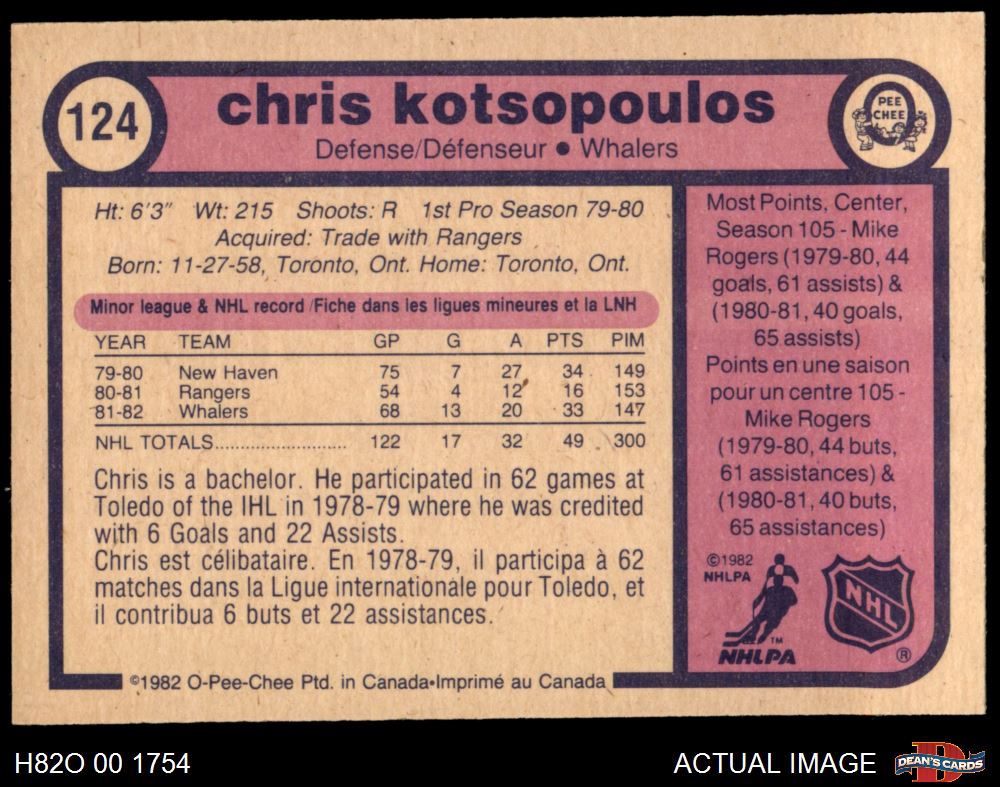 124
chris kotsopoulos
Defense/Défenseur • Whalers
O
PEE
CHEE
Ht: 6'3" Wt: 215 Shoots: R 1st Pro Season 79-80
Acquired: Trade with Rangers
Born: 11-27-58, Toronto, Ont. Home: Toronto, Ont.
Minor league & NHL record /Fiche dans les ligues mineures et la LNH
YEAR TEAM GP G A PTS PIM
79-80 New Haven 75 7 27 34 149
80-81 Rangers 54 4 12 16 153
81-82 Whalers 68 13 20 33 147
NHL TOTALS........................ 122 17 32 49 300
Chris is a bachelor. He participated in 62 games at
Toledo of the IHL in 1978-79 where he was credited
with 6 Goals and 22 Assists.
Chris est célibataire. En 1978-79, il participa à 62
matches dans la Ligue internationale pour Toledo, et
il contribua 6 buts et 22 assistances.
Most Points, Center,
Season 105 - Mike
Rogers (1979-80, 44
goals, 61 assists) &
(1980-81, 40 goals,
65 assists)
Points en une saison
pour un centre 105 -
Mike Rogers
(1979-80, 44 buts,
61 assistances) &
(1980-81, 40 buts,
65 assistances)
©1982
NHLPA
TM
NHLPA
NHL
®
©1982 O-Pee-Chee Ptd. in Canada•Imprimé au Canada
H82O 00 1754
ACTUAL IMAGE
D
DEAN'S CARDS